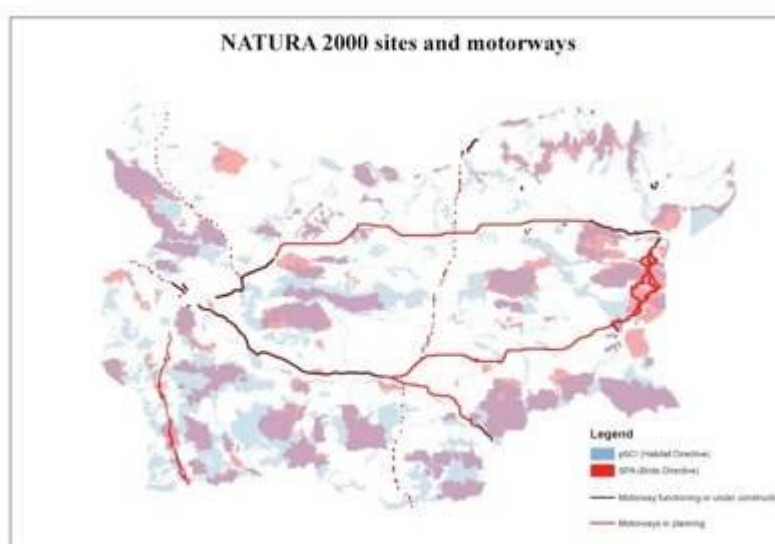 NATURA 2000 sites and motorways
Legend
pSCI (Habitat Directive)
SPA (Birds Directive)
Motorway functioning or under constructi
Motorways in planning